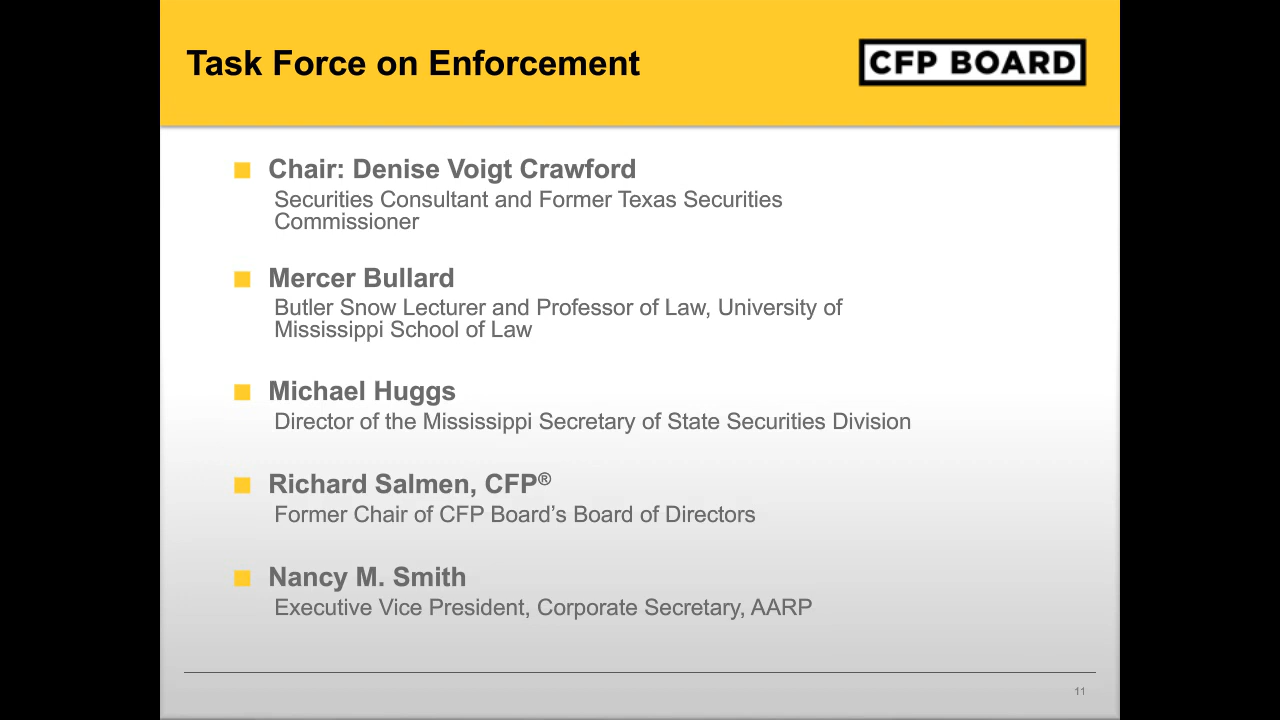 Task Force on Enforcement
CFP BOARD
Chair: Denise Voigt Crawford
Securities Consultant and Former Texas Securities
Commissioner
Mercer Bullard
Butler Snow Lecturer and Professor of Law, University of
Mississippi School of Law
Michael Huggs
Director of the Mississippi Secretary of State Securities Division
Richard Salmen, CFP®
Former Chair of CFP Board’s Board of Directors
Nancy M. Smith
Executive Vice President, Corporate Secretary, AARP
11